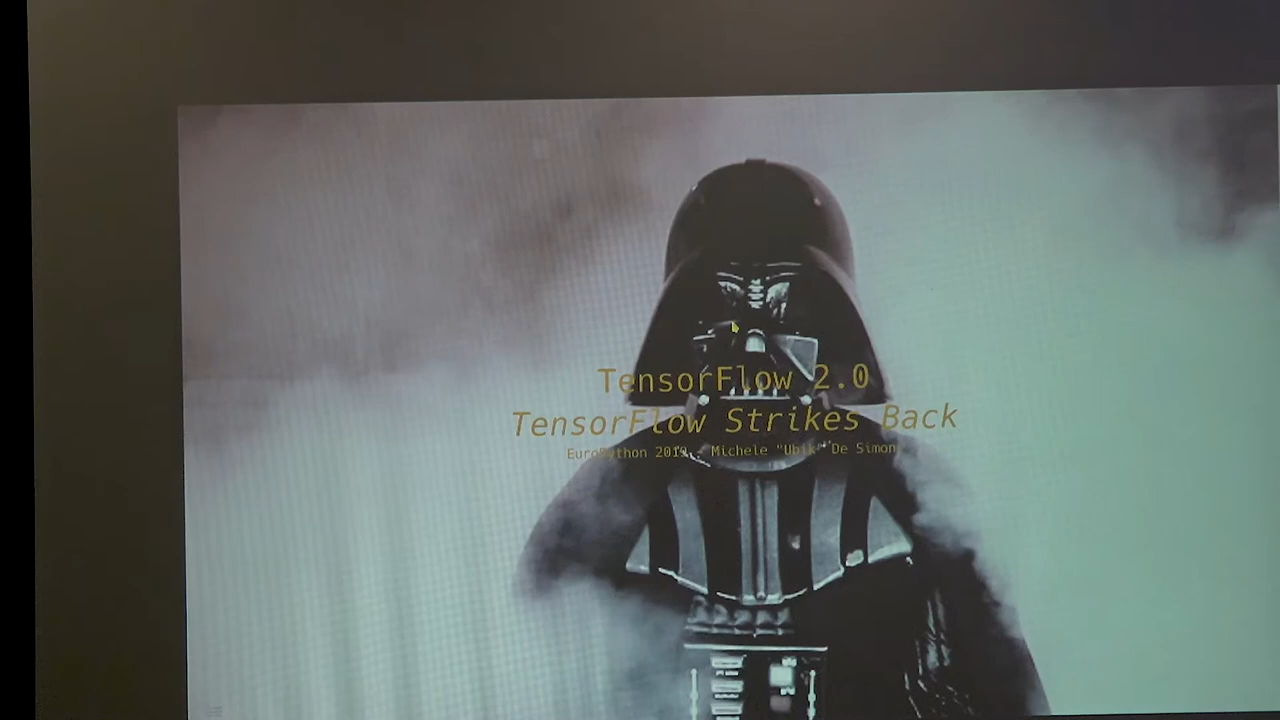 TensorFlow 2.0
TensorFlow Strikes Back
EuroPython 2019 - Michele "Ubik" De Simoni